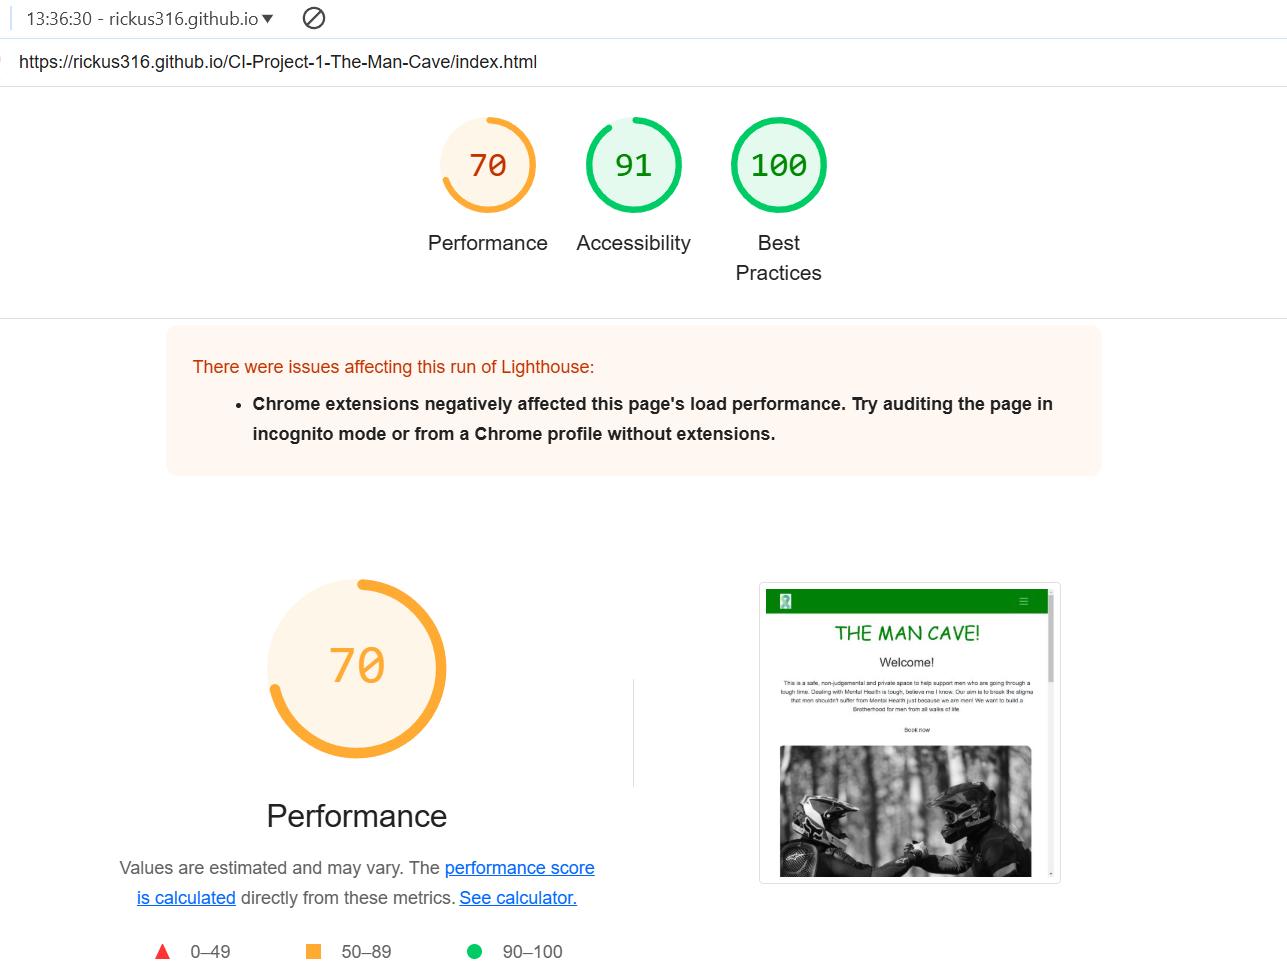 13:36:30 - rickus316.github.io
https://rickus316.github.io/CI-Project-1-The-Man-Cave/index.html
70
91
100
Performance
Accessibility
Best
Practices
There were issues affecting this run of Lighthouse:
Chrome extensions negatively affected this page's load performance. Try auditing the page in
incognito mode or from a Chrome profile without extensions.
70
Performance
Values are estimated and may vary. The performance score
is calculated directly from these metrics. See calculator.
0–49
50–89
90–100
THE MAN CAVE!
Welcome!
This is a safe, non-judgemental and private space to help support men who are going through a
tough time. Dealing with Mental Health is tough, believe me I know. Our aim is to break the stigma
that men shouldn't suffer from Mental Health just because we are men! We want to build a
Brotherhood for men from all walks of life
Book now